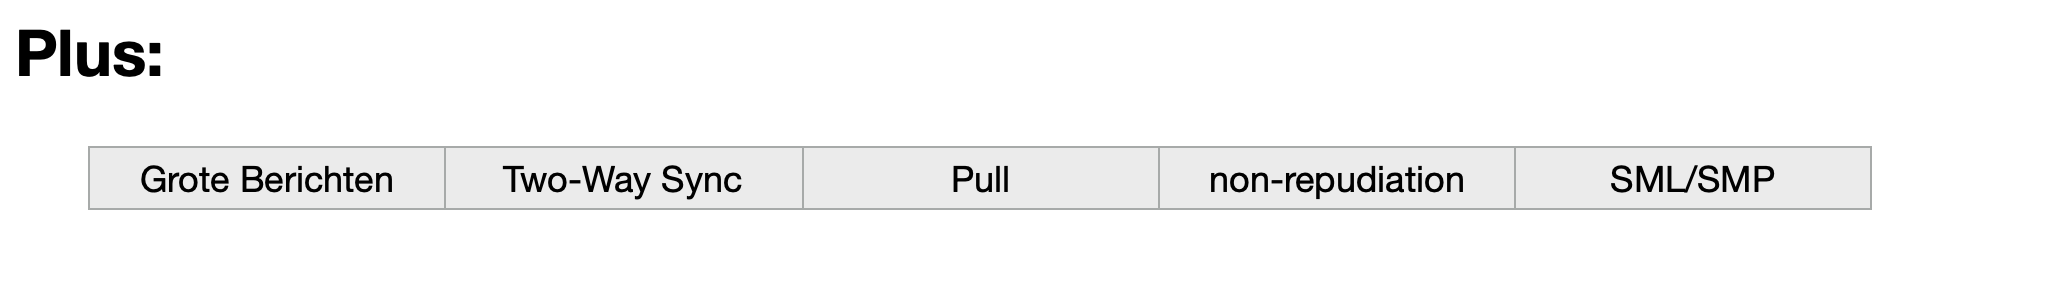 Plus:
Grote Berichten Two-Way Sync Pull non-repudiation SML/SMP